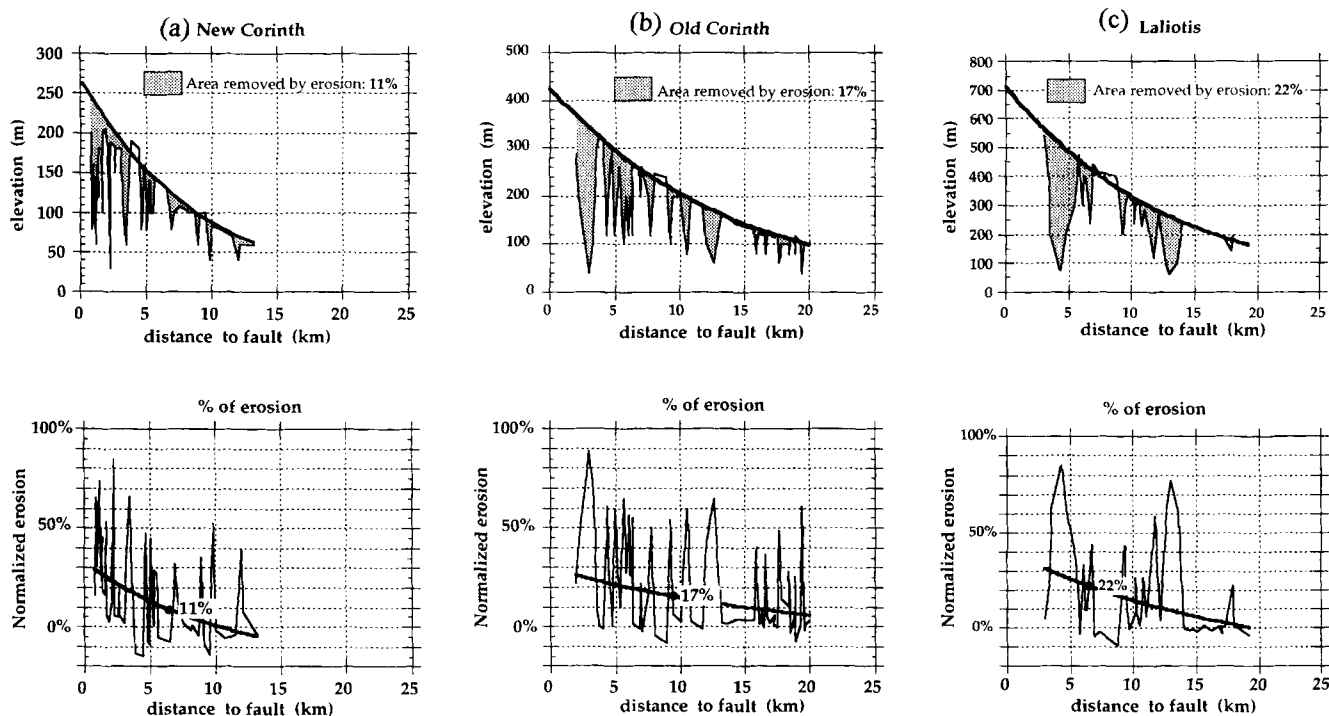 (a) New Corinth
Area removed by erosion: 11%
elevation (m)
300
250
200
150
100
50
0
0 5 10 15 20 25
distance to fault (km)
(b) Old Corinth
Area removed by erosion: 17%
elevation (m)
500
400
300
200
100
0
0 5 10 15 20 25
distance to fault (km)
(c) Laliotis
Area removed by erosion: 22%
elevation (m)
800
700
600
500
400
300
200
100
0
0 5 10 15 20 25
distance to fault (km)
% of erosion
Normalized erosion
100%
50%
0%
11%
0 5 10 15 20 25
distance to fault (km)
% of erosion
Normalized erosion
100%
50%
0%
17%
0 5 10 15 20 25
distance to fault (km)
% of erosion
Normalized erosion
100%
50%
0%
22%
0 5 10 15 20 25
distance to fault (km)